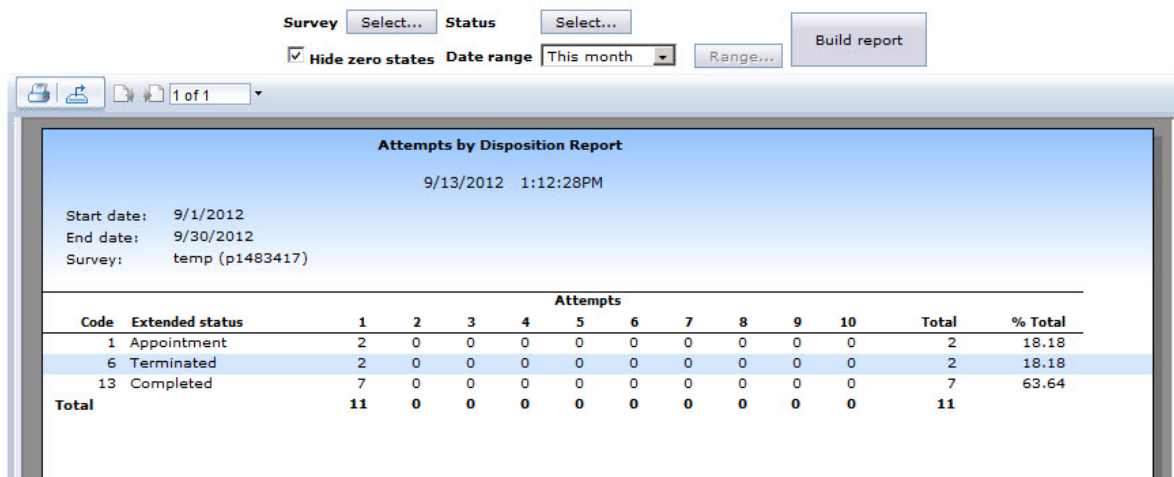 Survey Select... Status Select... Build report
Hide zero states Date range This month Range...
1 of 1
Attempts by Disposition Report
9/13/2012 1:12:28PM
Start date: 9/1/2012
End date: 9/30/2012
Survey: temp (p1483417)
Attempts
Code Extended status 1 2 3 4 5 6 7 8 9 10 Total % Total
1 Appointment 2 0 0 0 0 0 0 0 0 0 2 18.18
6 Terminated 2 0 0 0 0 0 0 0 0 0 2 18.18
13 Completed 7 0 0 0 0 0 0 0 0 0 7 63.64
Total 11 0 0 0 0 0 0 0 0 0 11